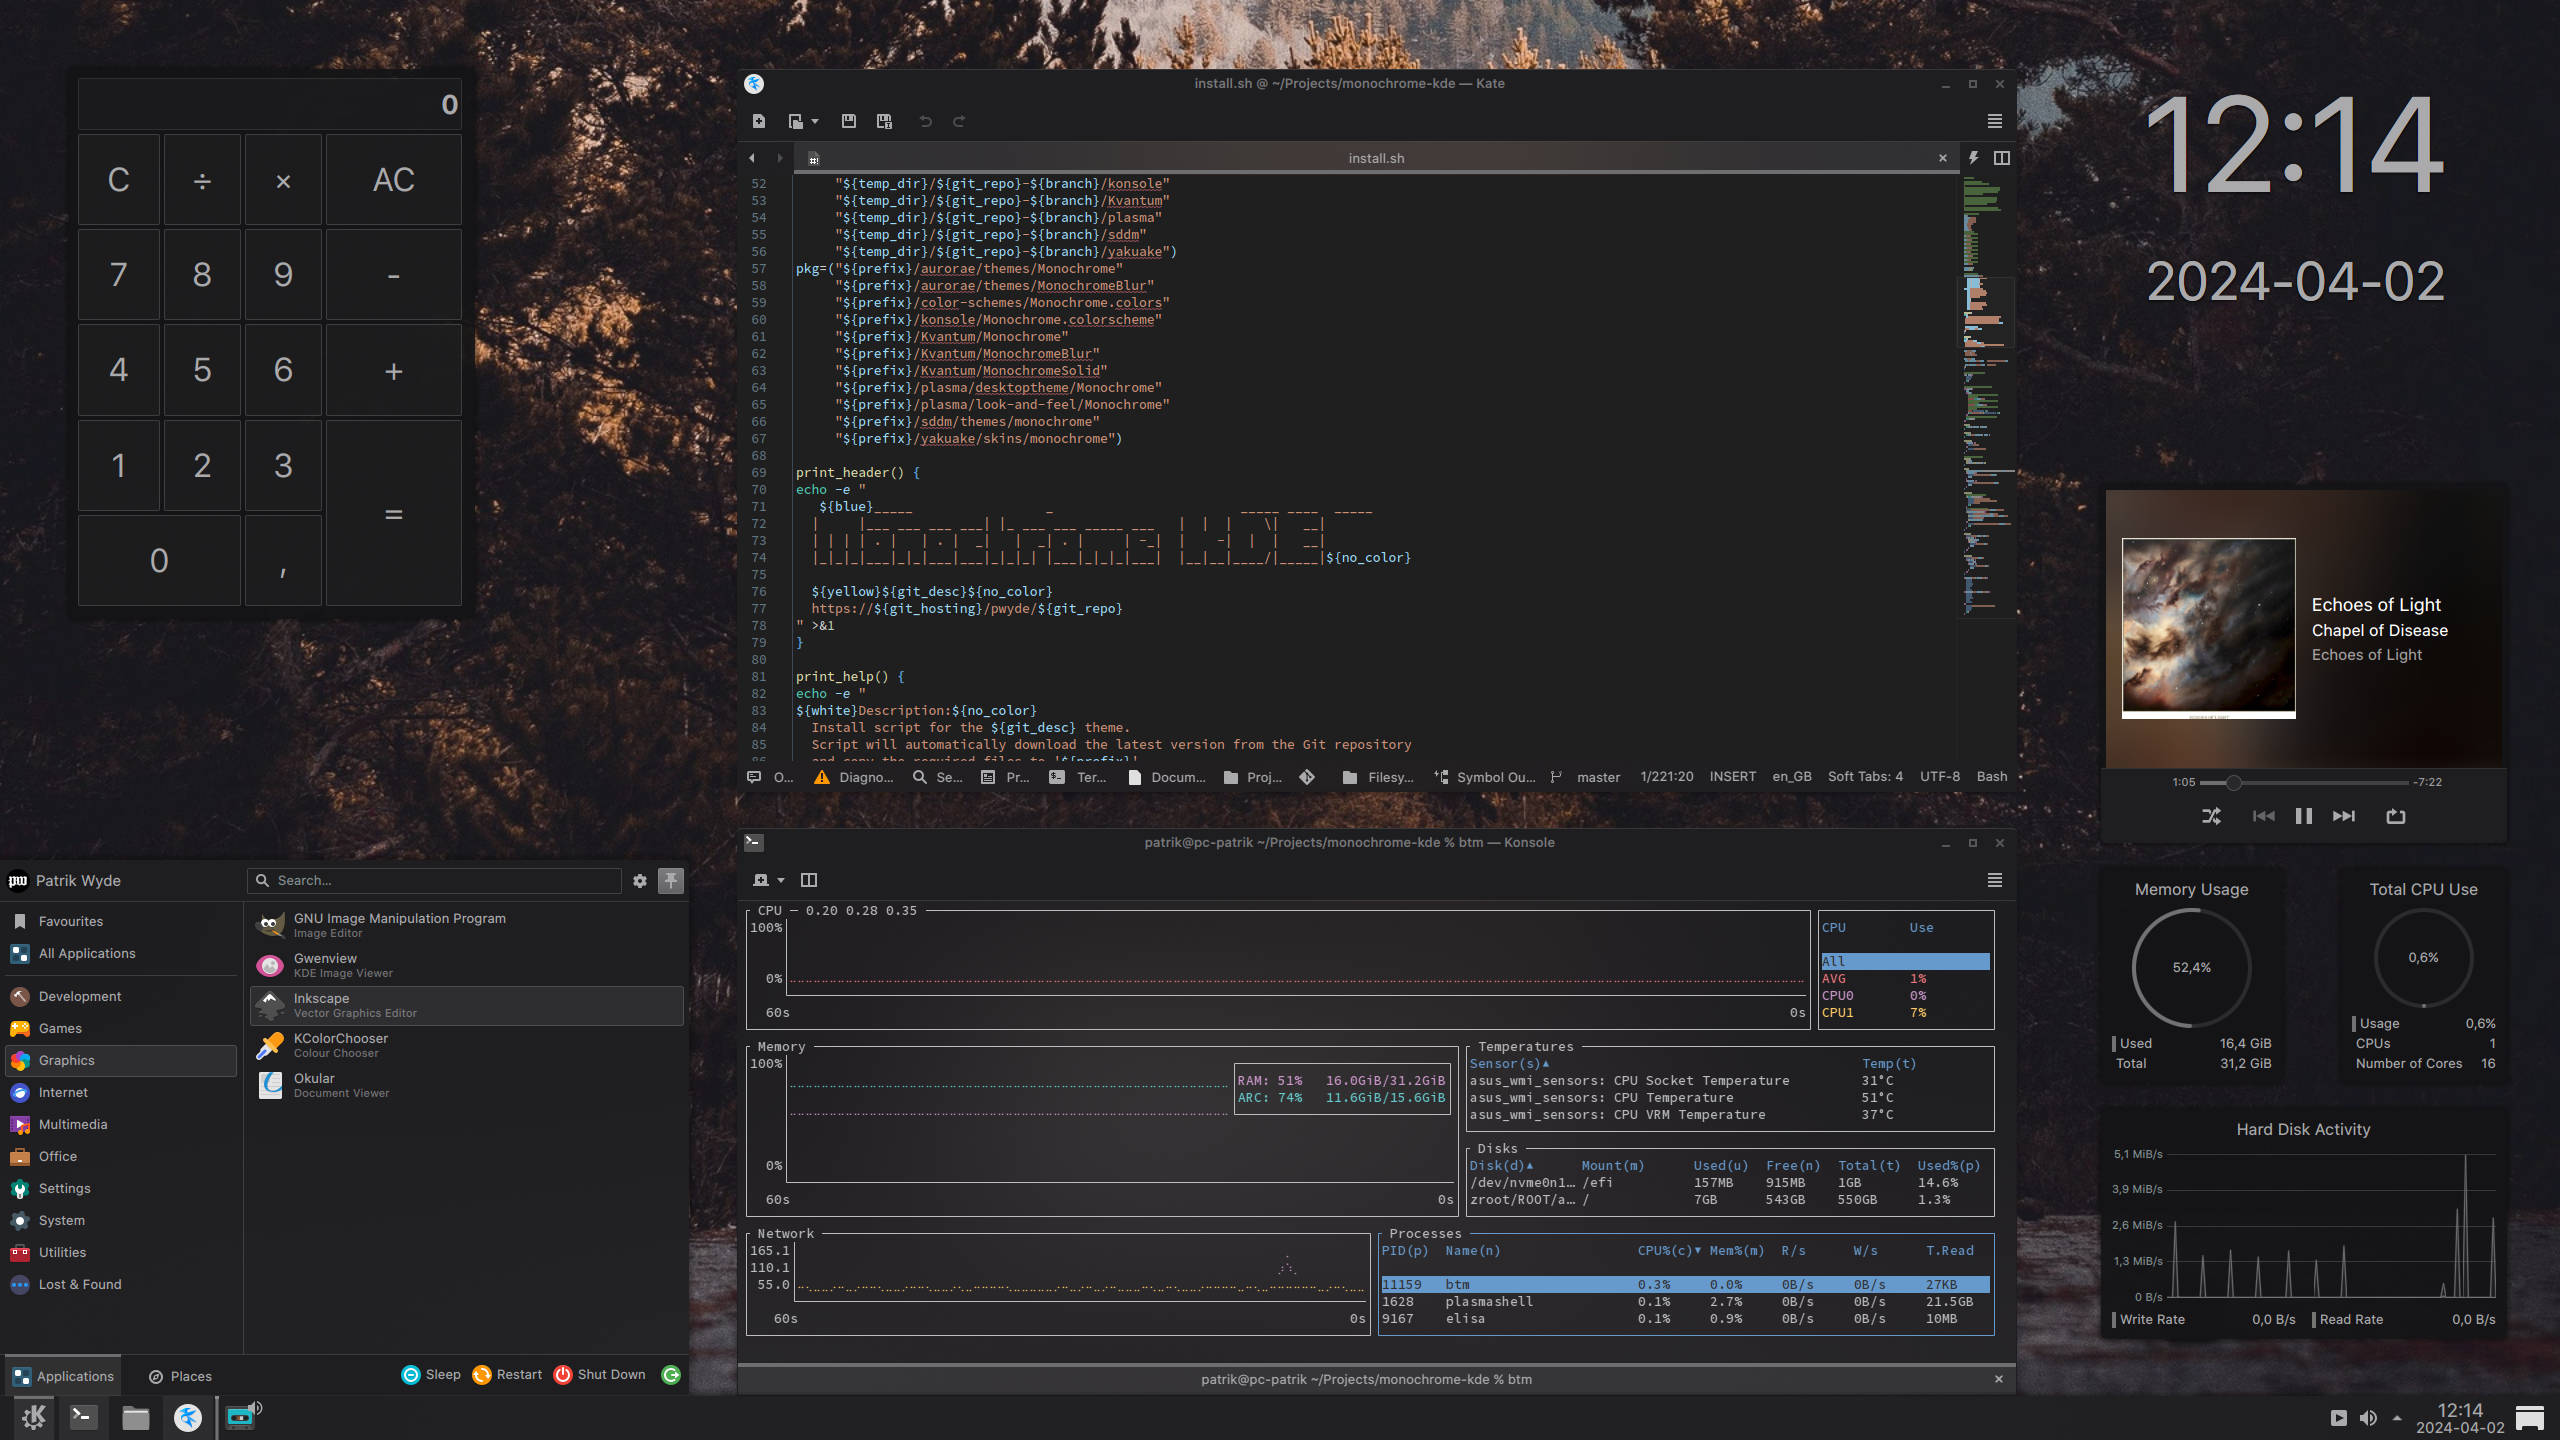 0
C ÷ × AC
7 8 9 -
4 5 6 +
1 2 3 =
0 ,
install.sh @ ~/Projects/monochrome-kde — Kate
install.sh
52 "${temp_dir}/${git_repo}-${branch}/konsole"
53 "${temp_dir}/${git_repo}-${branch}/Kvantum"
54 "${temp_dir}/${git_repo}-${branch}/plasma"
55 "${temp_dir}/${git_repo}-${branch}/sddm"
56 "${temp_dir}/${git_repo}-${branch}/yakuake")
57 pkg=("${prefix}/aurorae/themes/Monochrome"
58 "${prefix}/aurorae/themes/MonochromeBlur"
59 "${prefix}/color-schemes/Monochrome.colors"
60 "${prefix}/konsole/Monochrome.colorscheme"
61 "${prefix}/Kvantum/Monochrome"
62 "${prefix}/Kvantum/MonochromeBlur"
63 "${prefix}/Kvantum/MonochromeSolid"
64 "${prefix}/plasma/desktoptheme/Monochrome"
65 "${prefix}/plasma/look-and-feel/Monochrome"
66 "${prefix}/sddm/themes/monochrome"
67 "${prefix}/yakuake/skins/monochrome")
68
69 print_header() {
70 echo -e "
71 ${blue}_____ _ _____ ____ _____
72 | |___ ___ ___ ___| |_ ___ ___ _____ ___ | | | \| __|
73 | | | | . | | . | _| | _| . | | -_| | -| | | __|
74 |_|_|_|___|_|_|___|___|_|_|_| |___|_|_|_|___| |__|__|____/|_____|${no_color}
75
76 ${yellow}${git_desc}${no_color}
77 https://${git_hosting}/pwyde/${git_repo}
78 " >&1
79 }
80
81 print_help() {
82 echo -e "
83 ${white}Description:${no_color}
84 Install script for the ${git_desc} theme.
85 Script will automatically download the latest version from the Git repository
86 and copy the required files to '${prefix}'.
O... Diagno... Se... Pr... Ter... Docum... Proj... Filesy... Symbol Ou... master 1/221:20 INSERT en_GB Soft Tabs: 4 UTF-8 Bash
12:14
2024-04-02
Echoes of Light
Chapel of Disease
Echoes of Light
1:05 -7:22
Memory Usage
52,4%
Used 16,4 GiB
Total 31,2 GiB
Total CPU Use
0,6%
Usage 0,6%
CPUs 1
Number of Cores 16
Hard Disk Activity
5,1 MiB/s
3,9 MiB/s
2,6 MiB/s
1,3 MiB/s
0 B/s
Write Rate 0,0 B/s Read Rate 0,0 B/s
pw Patrik Wyde
Search...
Favourites
All Applications
Development
Games
Graphics
Internet
Multimedia
Office
Settings
System
Utilities
Lost & Found
GNU Image Manipulation Program
Image Editor
Gwenview
KDE Image Viewer
Inkscape
Vector Graphics Editor
KColorChooser
Colour Chooser
Okular
Document Viewer
Applications Places Sleep Restart Shut Down
patrik@pc-patrik ~/Projects/monochrome-kde % btm — Konsole
CPU — 0.20 0.28 0.35
100%
0%
60s 0s
CPU Use
All
AVG 1%
CPU0 0%
CPU1 7%
Memory
100%
RAM: 51% 16.0GiB/31.2GiB
ARC: 74% 11.6GiB/15.6GiB
0%
60s 0s
Temperatures
Sensor(s)▲ Temp(t)
asus_wmi_sensors: CPU Socket Temperature 31°C
asus_wmi_sensors: CPU Temperature 51°C
asus_wmi_sensors: CPU VRM Temperature 37°C
Disks
Disk(d)▲ Mount(m) Used(u) Free(n) Total(t) Used%(p)
/dev/nvme0n1… /efi 157MB 915MB 1GB 14.6%
zroot/ROOT/a… / 7GB 543GB 550GB 1.3%
Network
165.1
110.1
55.0
60s 0s
Processes
PID(p) Name(n) CPU%(c)▼ Mem%(m) R/s W/s T.Read
11159 btm 0.3% 0.0% 0B/s 0B/s 27KB
1628 plasmashell 0.1% 2.7% 0B/s 0B/s 21.5GB
9167 elisa 0.1% 0.9% 0B/s 0B/s 10MB
patrik@pc-patrik ~/Projects/monochrome-kde % btm
12:14
2024-04-02